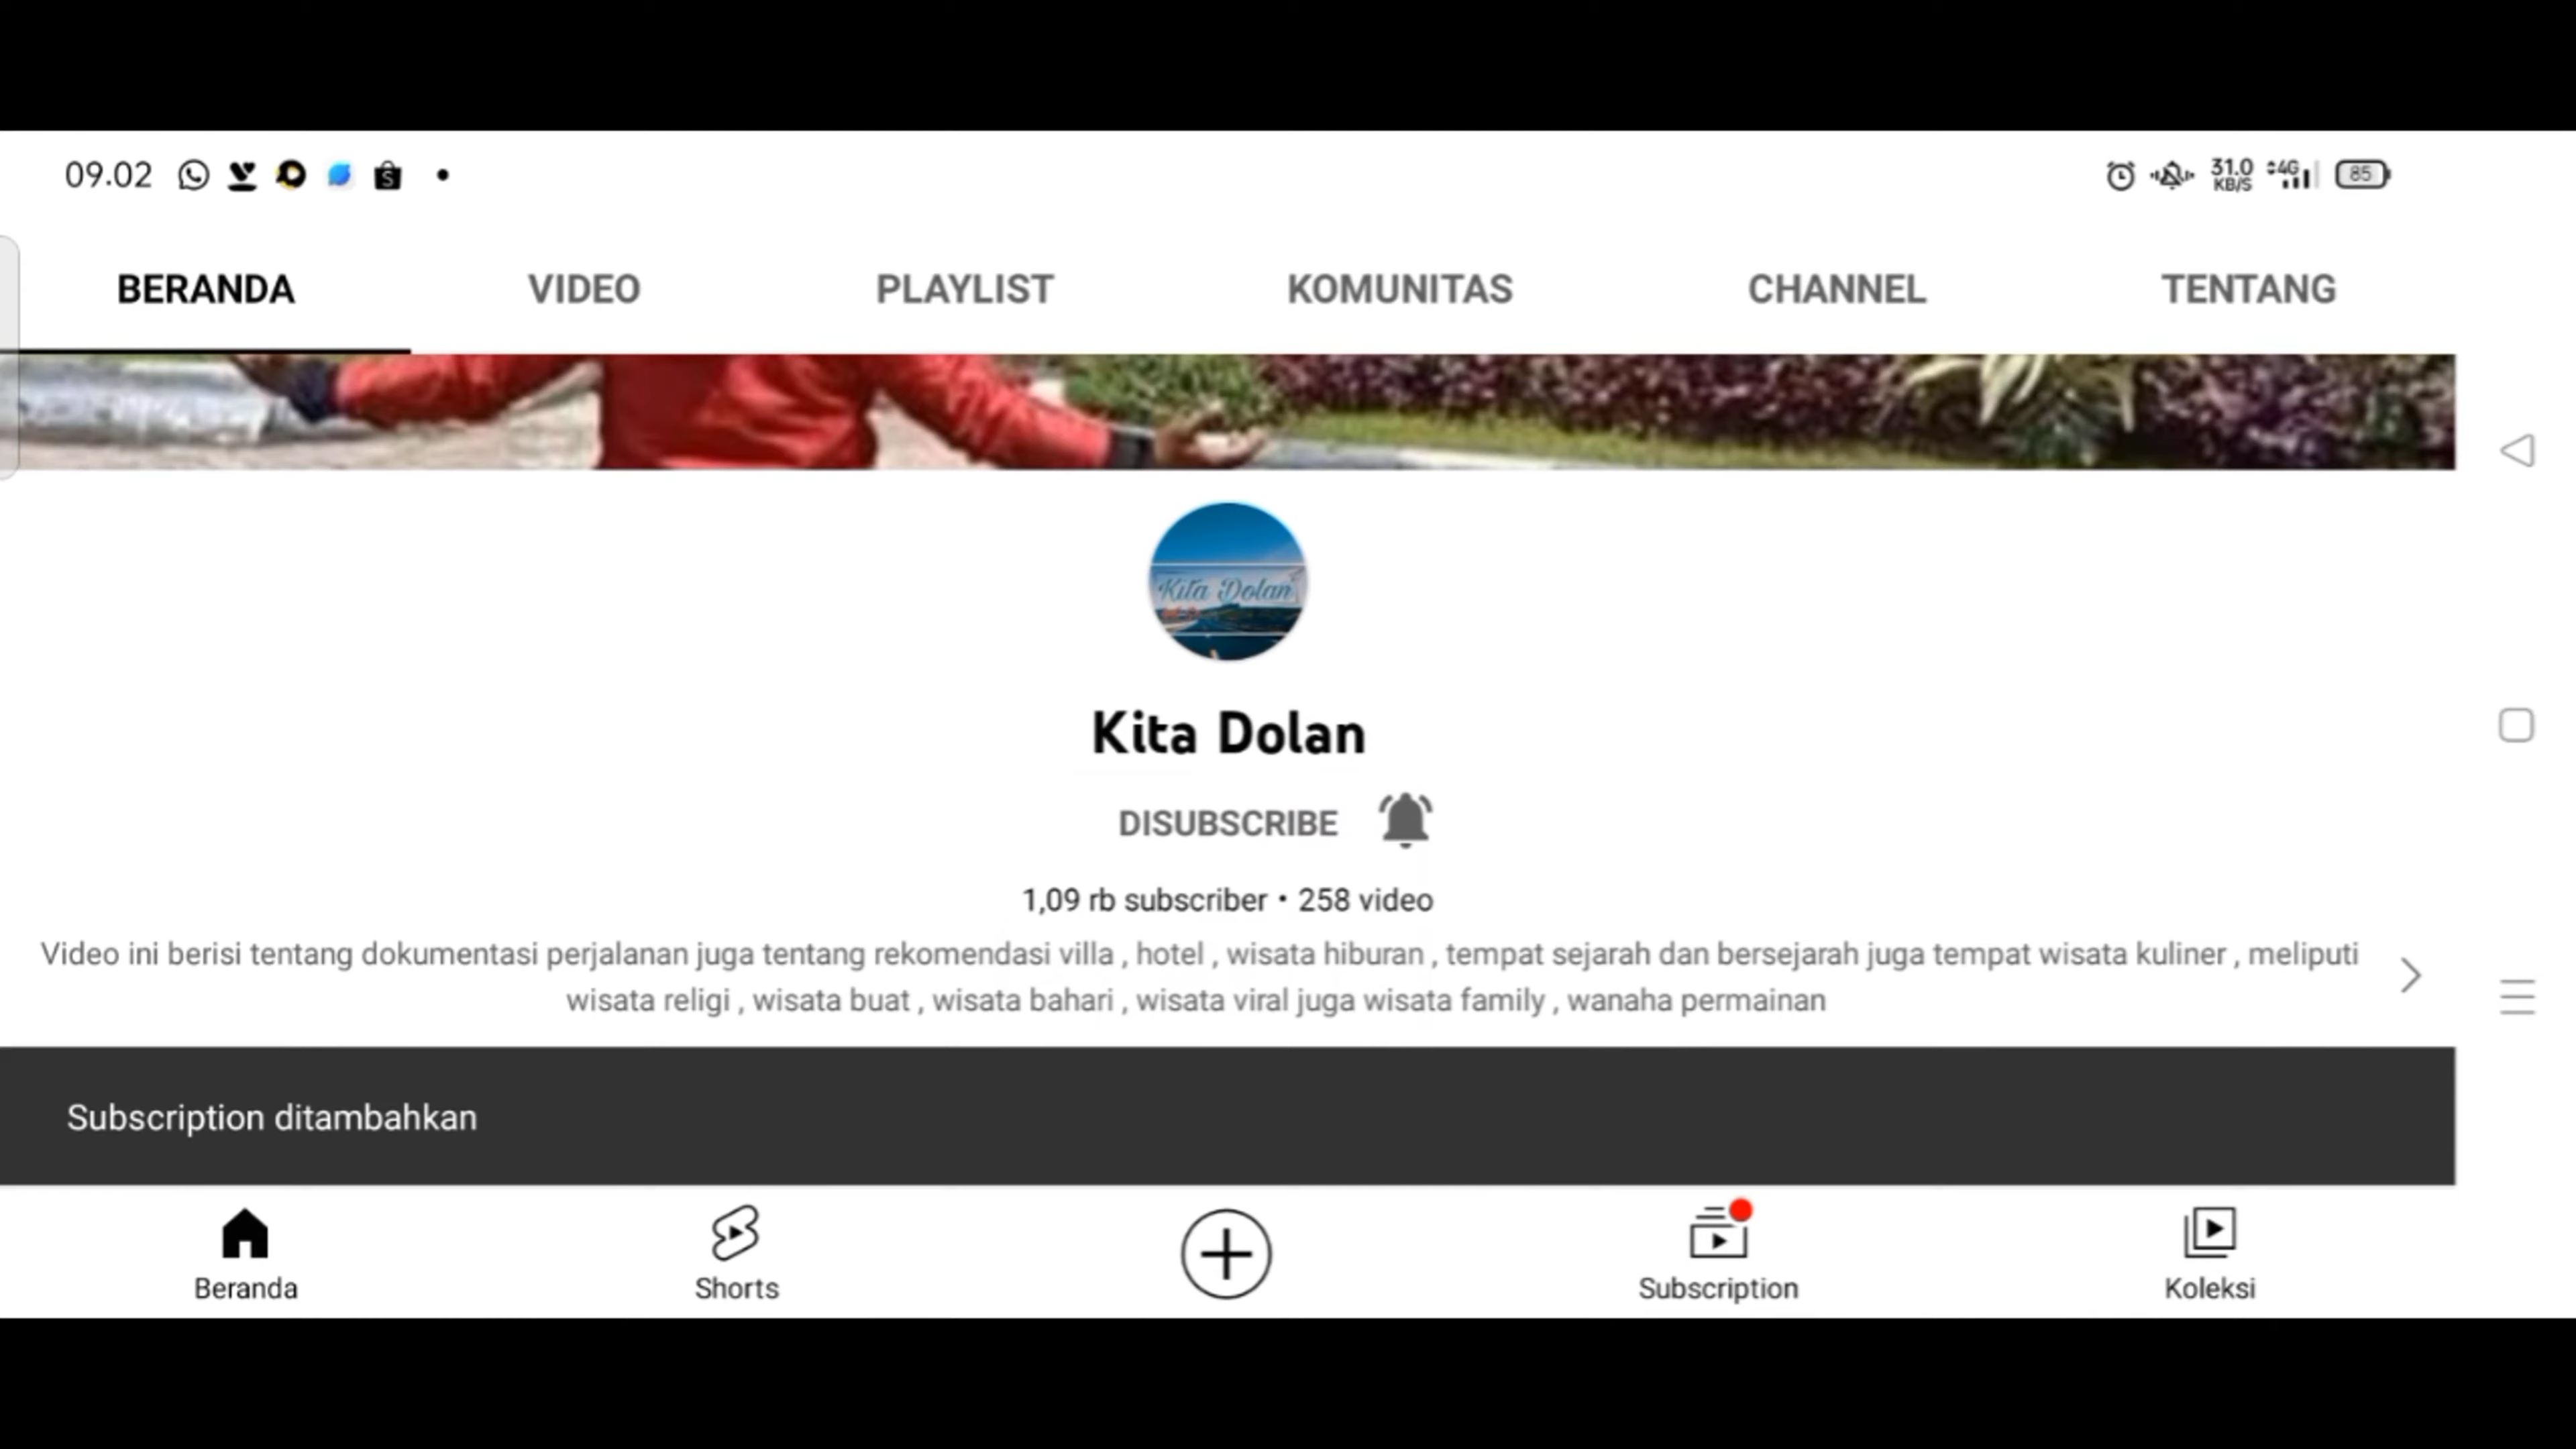 09.02
31.0
KB/S
4G
85
BERANDA VIDEO PLAYLIST KOMUNITAS CHANNEL TENTANG
Kita Dolan
Kita Dolan
DISUBSCRIBE
1,09 rb subscriber • 258 video
Video ini berisi tentang dokumentasi perjalanan juga tentang rekomendasi villa , hotel , wisata hiburan , tempat sejarah dan bersejarah juga tempat wisata kuliner , meliputi
wisata religi , wisata buat , wisata bahari , wisata viral juga wisata family , wanaha permainan
Subscription ditambahkan
Beranda Shorts Subscription Koleksi